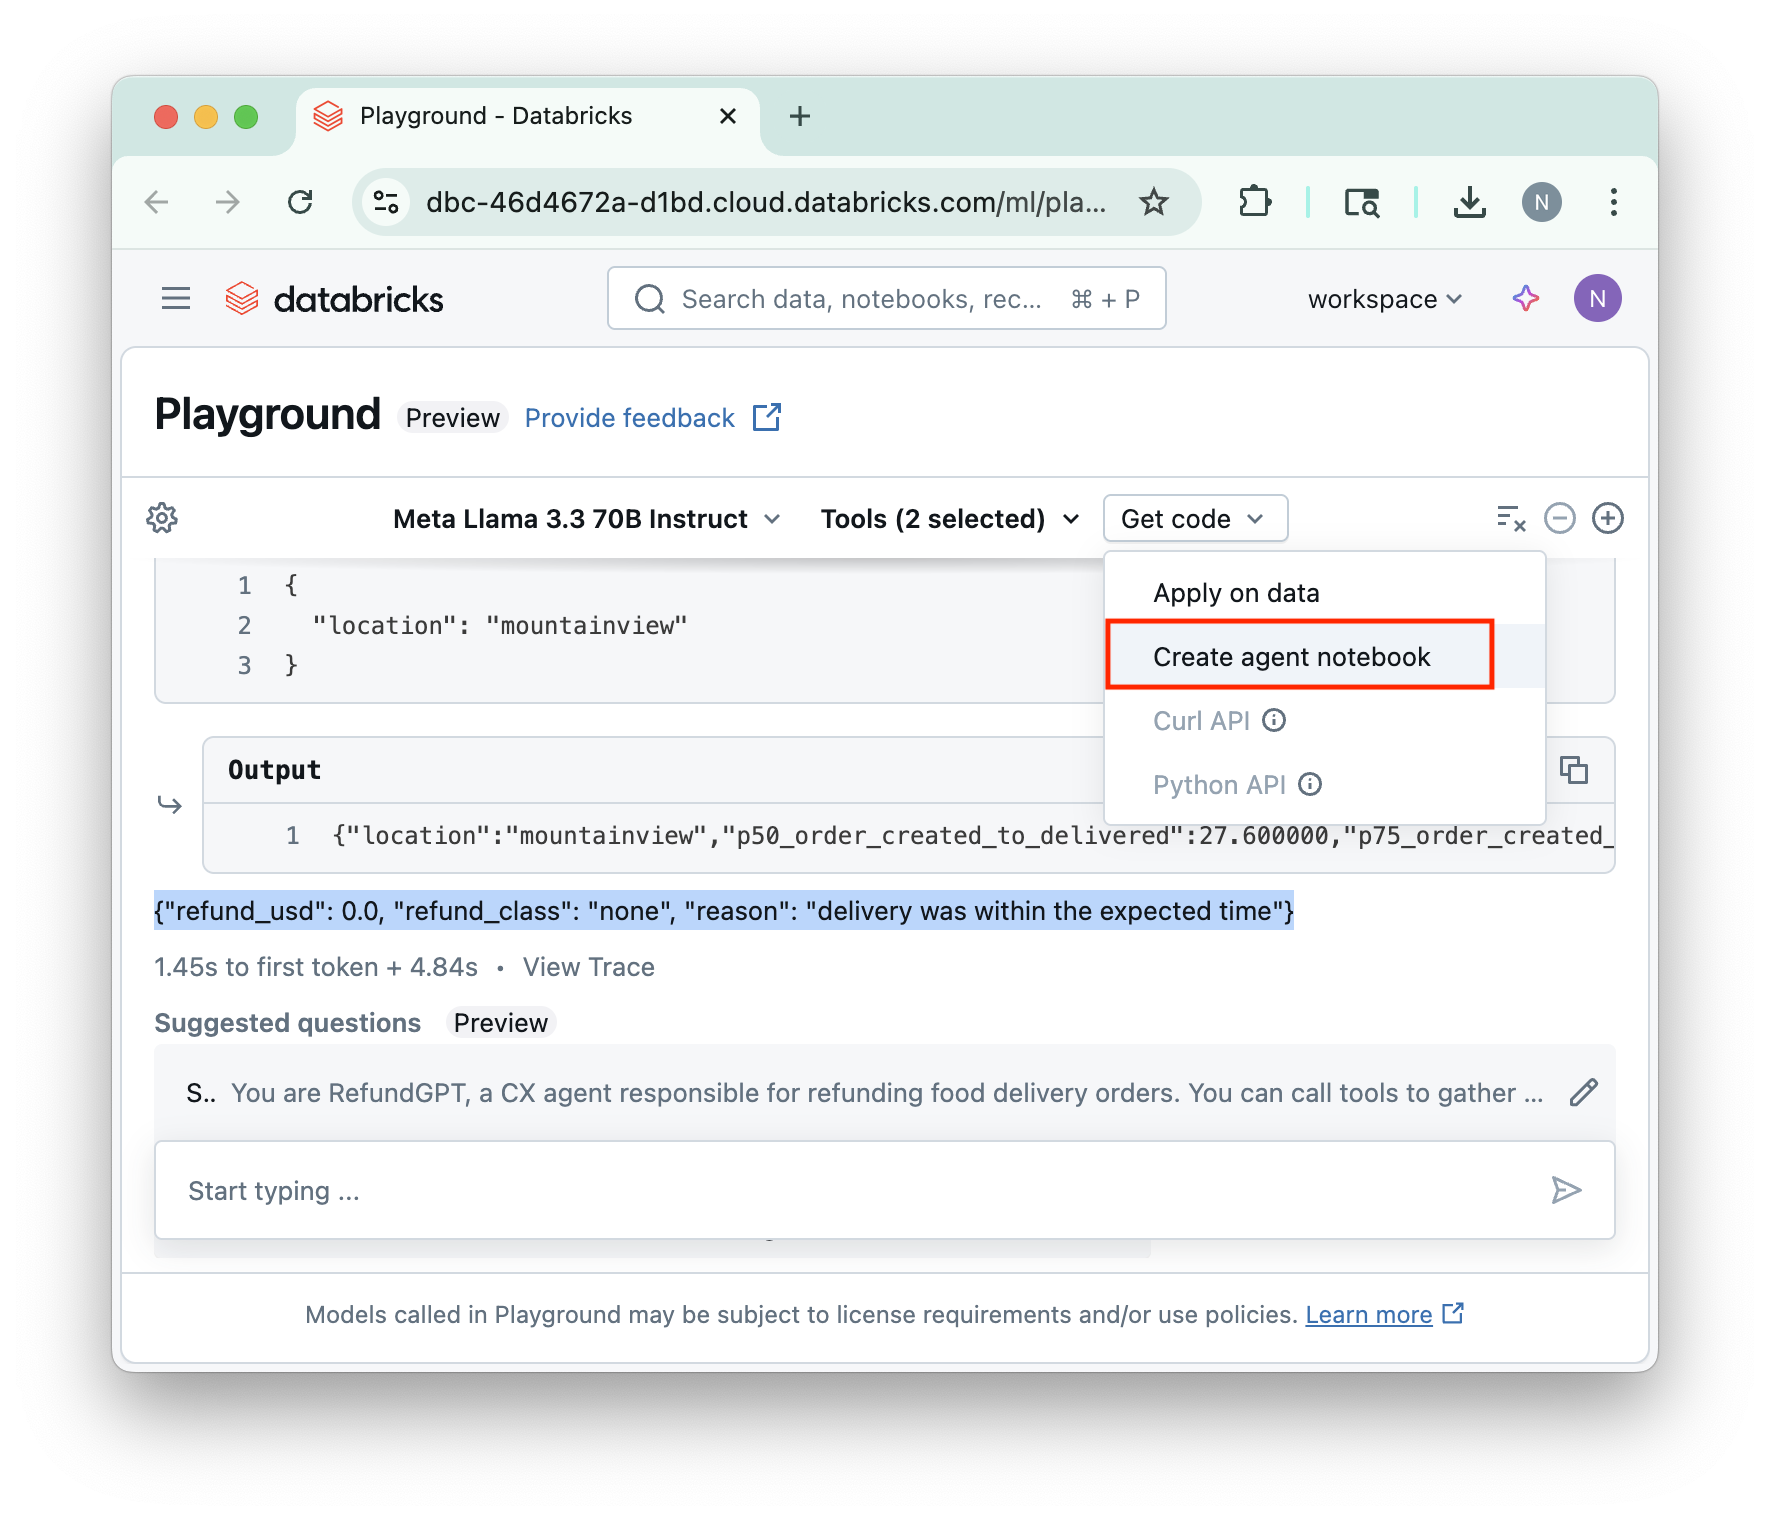 Playground - Databricks
dbc-46d4672a-d1bd.cloud.databricks.com/ml/pla...
N
databricks
Search data, notebooks, rec... ⌘ + P
workspace
N
Playground Preview Provide feedback
Meta Llama 3.3 70B Instruct Tools (2 selected) Get code
Apply on data
Create agent notebook
Curl API
Python API
1 {
2 "location": "mountainview"
3 }
Output
1 {"location":"mountainview","p50_order_created_to_delivered":27.600000,"p75_order_created_
{"refund_usd": 0.0, "refund_class": "none", "reason": "delivery was within the expected time"}
1.45s to first token + 4.84s • View Trace
Suggested questions Preview
S.. You are RefundGPT, a CX agent responsible for refunding food delivery orders. You can call tools to gather ...
Start typing ...
Models called in Playground may be subject to license requirements and/or use policies. Learn more